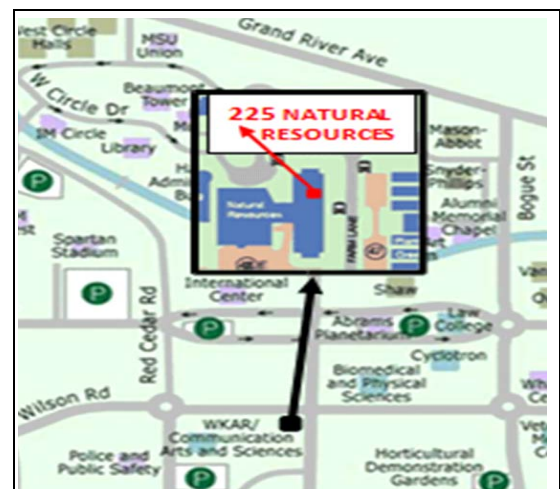 West Circle
Halls
MSU
Union
Grand River Ave
W Circle Dr
Beaumont
Tower
IM Circle
Library
225 NATURAL
RESOURCES
Natural
Resources
FARM LANE
Mason-
Abbot
Snyder-
Phillips
Alumni
Memorial
Chapel
Bogue St
P
Spartan
Stadium
P
International
Center
Shaw
Red Cedar Rd
P
Abrams
Planetarium
P
Law
College
Cyclotron
Biomedical
and Physical
Sciences
Wilson Rd
WKAR/
Communication
Arts and Sciences
Police and
Public Safety
P
Horticultural
Demonstration
Gardens
P